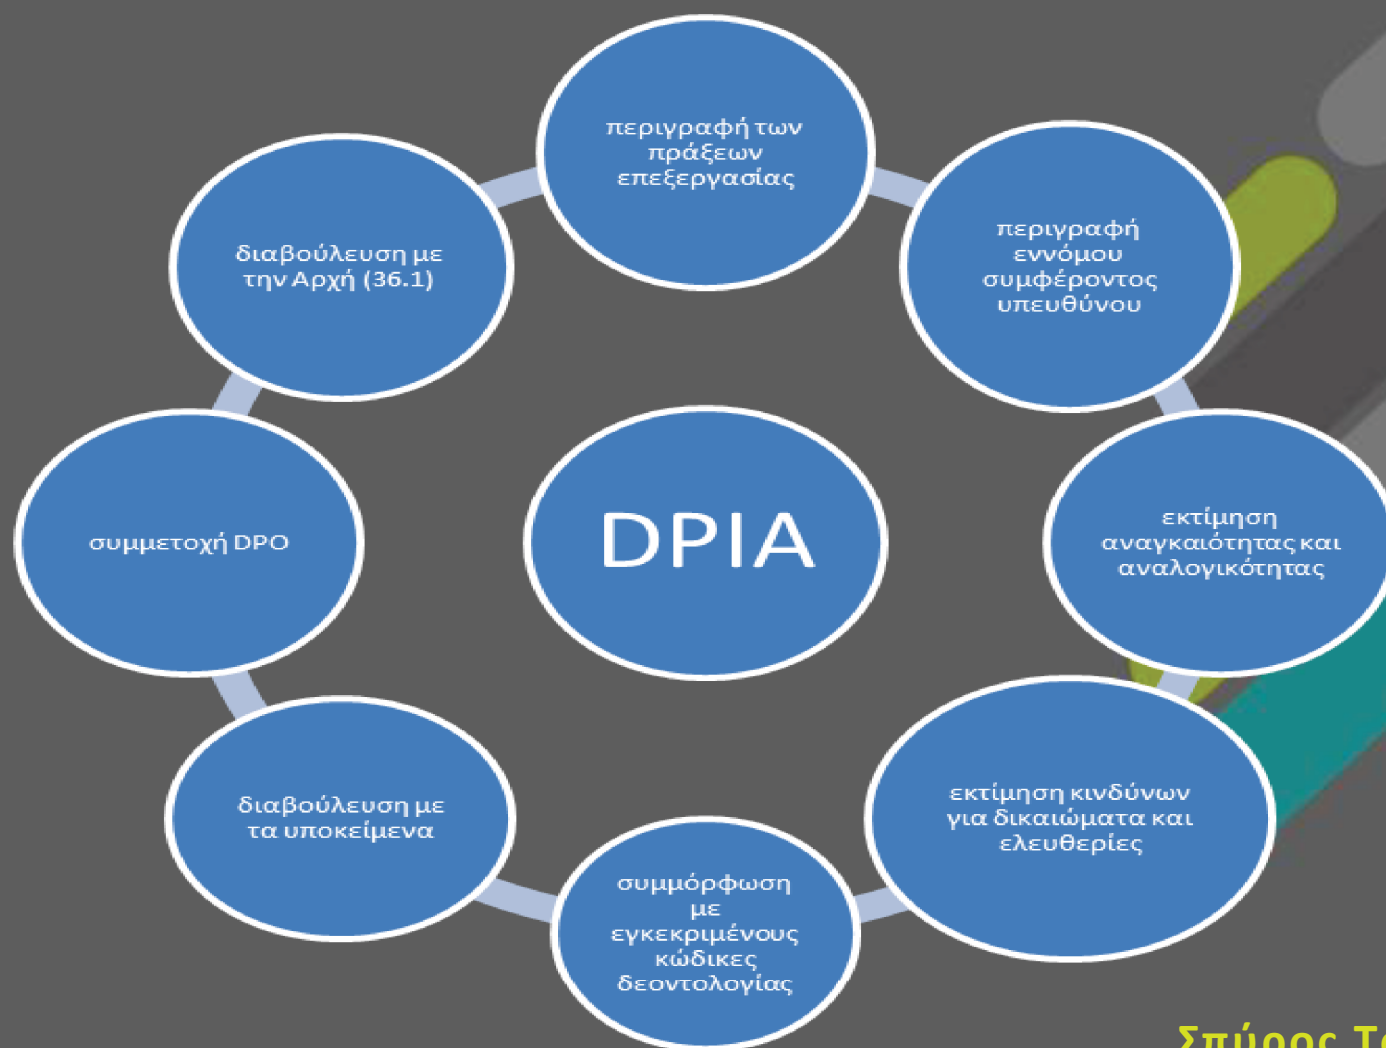 περιγραφή των
πράξεων
επεξεργασίας
περιγραφή
εννόμου
συμφέροντος
υπευθύνου
εκτίμηση
αναγκαιότητας και
αναλογικότητας
εκτίμηση κινδύνων
για δικαιώματα και
ελευθερίες
συμμόρφωση
με
εγκεκριμένους
κώδικες
δεοντολογίας
διαβούλευση με
τα υποκείμενα
συμμετοχή DPO
διαβούλευση με
την Αρχή (36.1)
DPIA
Σπύρος